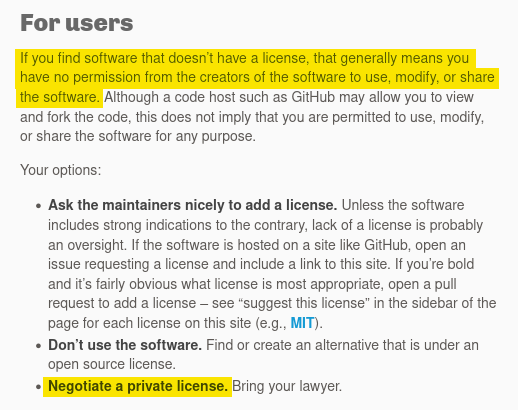 For users
If you find software that doesn’t have a license, that generally means you
have no permission from the creators of the software to use, modify, or share
the software. Although a code host such as GitHub may allow you to view
and fork the code, this does not imply that you are permitted to use, modify,
or share the software for any purpose.
Your options:
• Ask the maintainers nicely to add a license. Unless the software
includes strong indications to the contrary, lack of a license is probably
an oversight. If the software is hosted on a site like GitHub, open an
issue requesting a license and include a link to this site. If you’re bold
and it’s fairly obvious what license is most appropriate, open a pull
request to add a license – see “suggest this license” in the sidebar of the
page for each license on this site (e.g., MIT).
• Don’t use the software. Find or create an alternative that is under an
open source license.
• Negotiate a private license. Bring your lawyer.